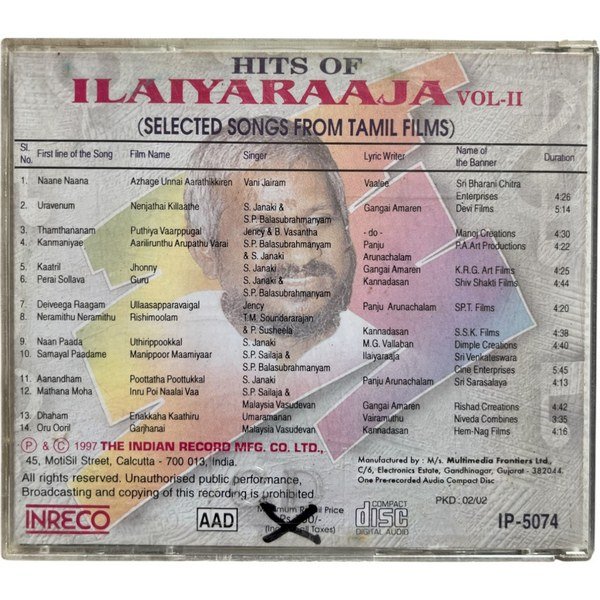 HITS OF
ILAIYARAAJA VOL-II
(SELECTED SONGS FROM TAMIL FILMS)
Sl. No. First line of the Song Film Name Singer Lyric Writer Name of the Banner Duration
1. Naane Naana Azhage Unnai Aarathikkiren Vani Jairam Vaalee Sri Bharani Chitra
Enterprises 4:26
2. Uravenum Nenjathai Killaathe S. Janaki & Gangai Amaren Devi Films 5:14
S.P. Balasubrahmanyam
3. Thamthananam Puthiya Vaarppugal Jency & B. Vasantha - do - Manoj Creations 4:30
4. Kanmaniyae Aarilirunthu Arupathu Varai S.P. Balasubrahmanyam Panju P.A.Art Productions 4:22
& S. Janaki Arunachalam
5. Kaatril Jhonny S. Janaki Gangai Amaren K.R.G. Art Films 4:25
6. Perai Sollava Guru S. Janaki & Kannadasan Shiv Shakti Films 4:44
S.P. Balasubrahmanyam
7. Deiveega Raagam Ullaasapparavaigal Jency Panju Arunachalam S.P.T. Films 4:20
8. Neramithu Neramithu Rishimoolam T.M. Soundararajan
& P. Susheela Kannadasan S.S.K. Films 4:38
9. Naan Paada Uthirippookkal S. Janaki M.G. Vallaban Dimple Creations 4:40
10. Samayal Paadame Manippoor Maamiyaar S.P. Sailaja & Ilaiyaraaja Sri Venkateswara
S.P. Balasubrahmanyam Cine Enterprises 5.45
11. Aanandham Poottatha Poottukkal S. Janaki Panju Arunchalam Sri Sarasalaya 4:13
12. Mathana Moha Inru Poi Naalai Vaa S.P. Sailaja &
Malaysia Vasudevan Gangai Amaren Rishad Creations 4:42
13. Dhaham Enakkaha Kaathiru Umaramanan Vairamuthu Niveda Combines 3:35
14. Oru Ooril Garjhanai Malaysia Vasudevan Kannadasan Hem-Nag Films 4:16
℗ & © 1997 THE INDIAN RECORD MFG. CO. LTD.,
45, MotiSil Street, Calcutta - 700 013, India.
All rights reserved. Unauthorised public performance,
Broadcasting and copying of this recording is prohibited
Manufactured by : M/s. Multimedia Frontiers Ltd.,
C/6, Electronics Estate, Gandhinagar, Gujarat - 382044.
One Pre-recorded Audio Compact Disc
PKD : 02/02
INRECO
AAD
Retail Price
Taxes)
COMPACT
disc
DIGITAL AUDIO
IP-5074